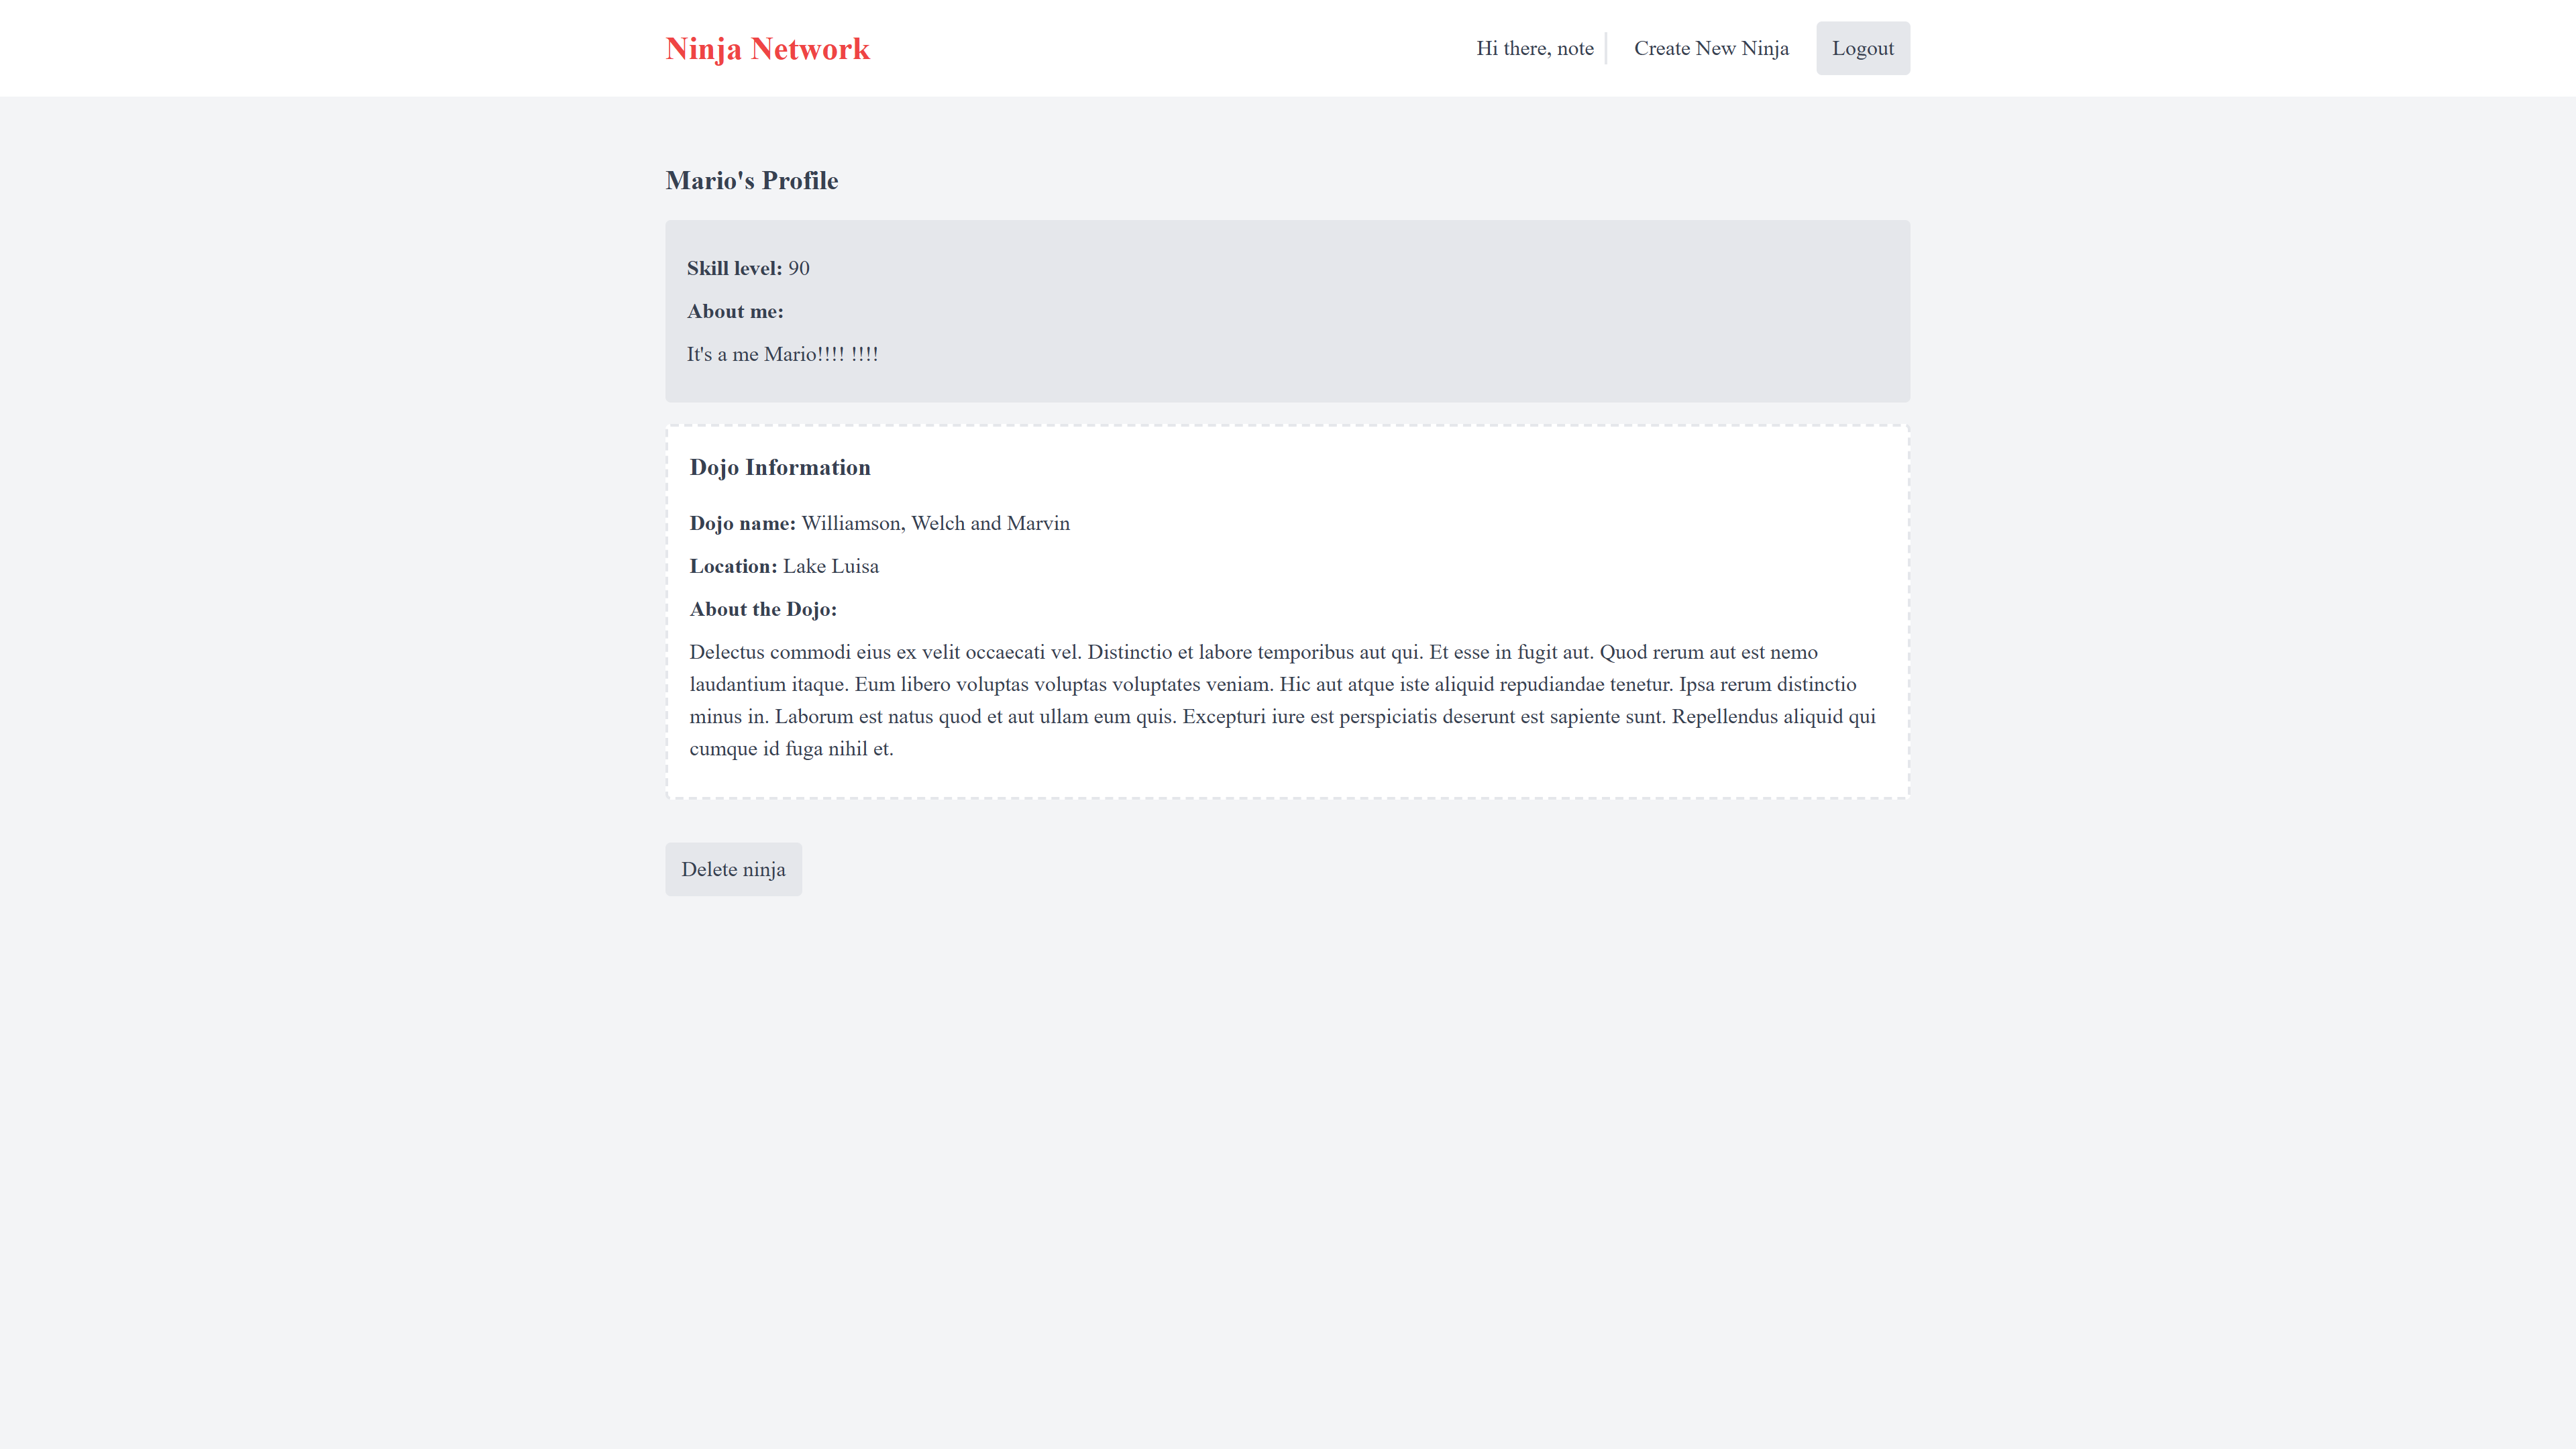 Ninja Network
Hi there, note
Create New Ninja
Logout
Mario's Profile
Skill level: 90
About me:
It's a me Mario!!!! !!!!
Dojo Information
Dojo name: Williamson, Welch and Marvin
Location: Lake Luisa
About the Dojo:
Delectus commodi eius ex velit occaecati vel. Distinctio et labore temporibus aut qui. Et esse in fugit aut. Quod rerum aut est nemo
laudantium itaque. Eum libero voluptas voluptas voluptates veniam. Hic aut atque iste aliquid repudiandae tenetur. Ipsa rerum distinctio
minus in. Laborum est natus quod et aut ullam eum quis. Excepturi iure est perspiciatis deserunt est sapiente sunt. Repellendus aliquid qui
cumque id fuga nihil et.
Delete ninja